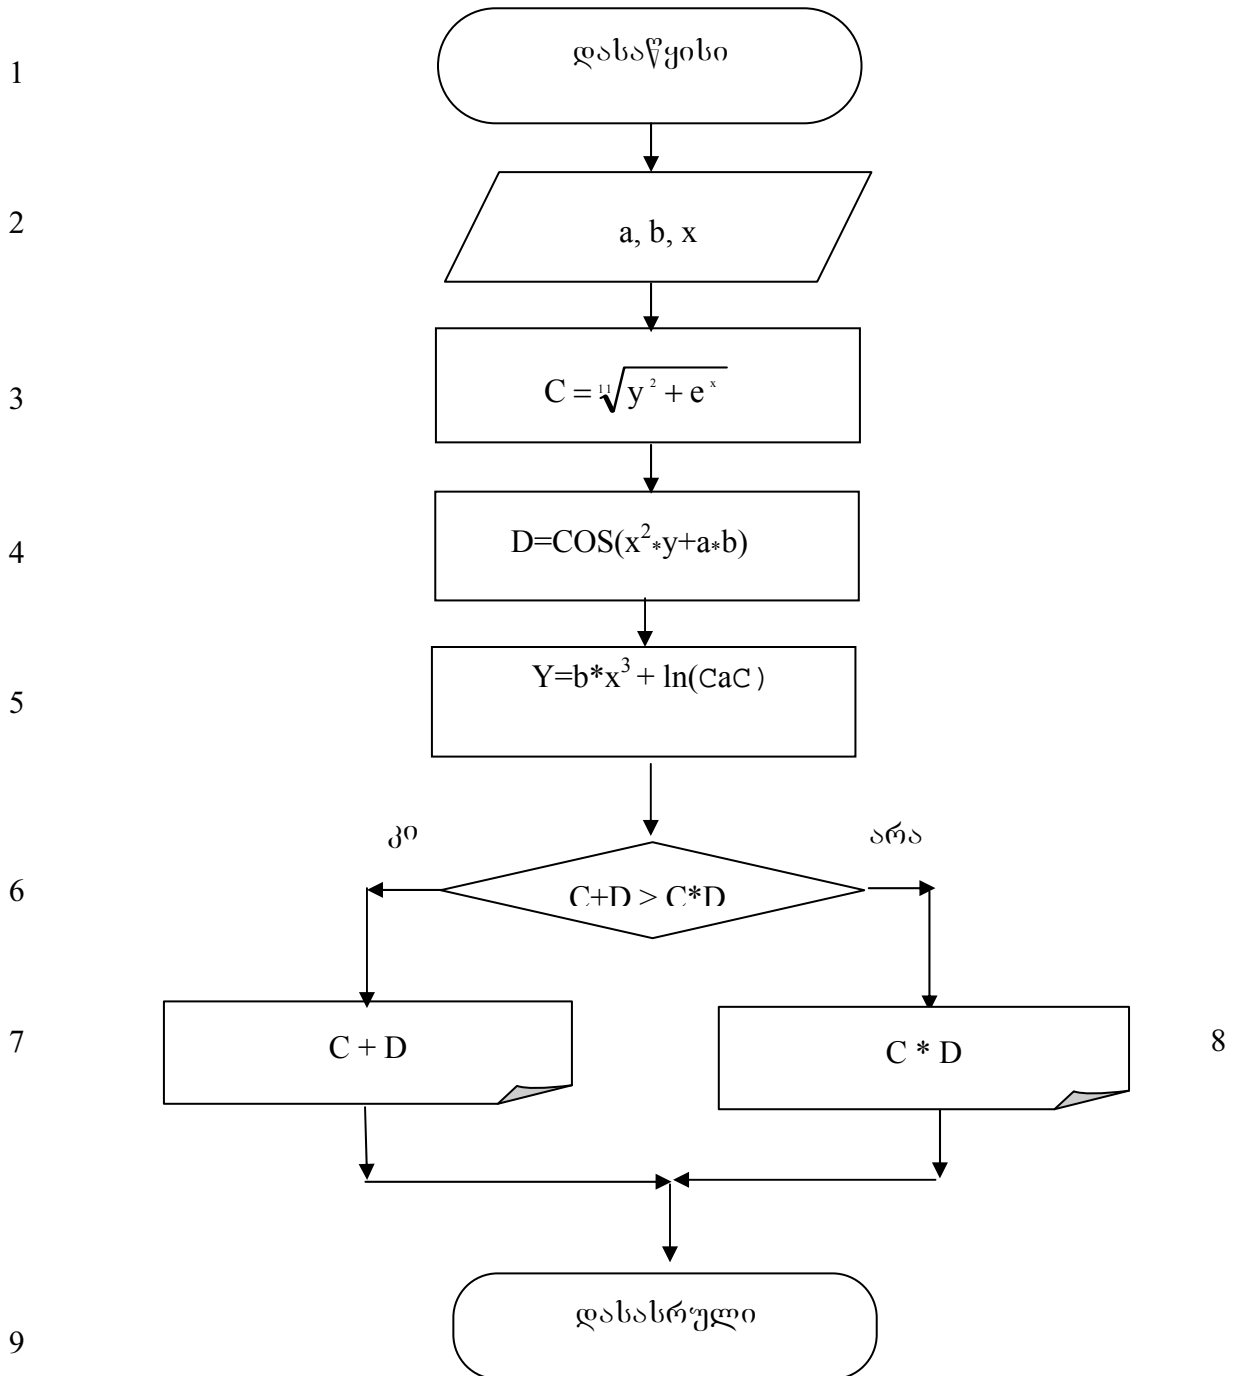 1
დასაწყისი
2
a, b, x
3
C = ¹¹√(y² + eˣ)
4
D=COS(x²*y+a*b)
5
Y=b*x³ + ln(CaC)
კი
არა
6
C+D > C*D
7
C + D
C * D
8
დასასრული
9